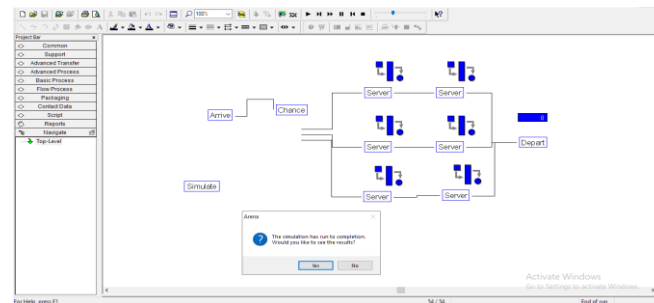 100%
Project Bar
Common
Support
Advanced Transfer
Advanced Process
Basic Process
Flow Process
Packaging
Contact Data
Script
Reports
Navigate
Top-Level
Server Server
Arrive Chance
0
Server Server Depart
Simulate
Server Server
Arena
The simulation has run to completion.
Would you like to see the results?
Yes No
Activate Windows
Go to Settings to activate Windows.
For Help, press F1 End of run